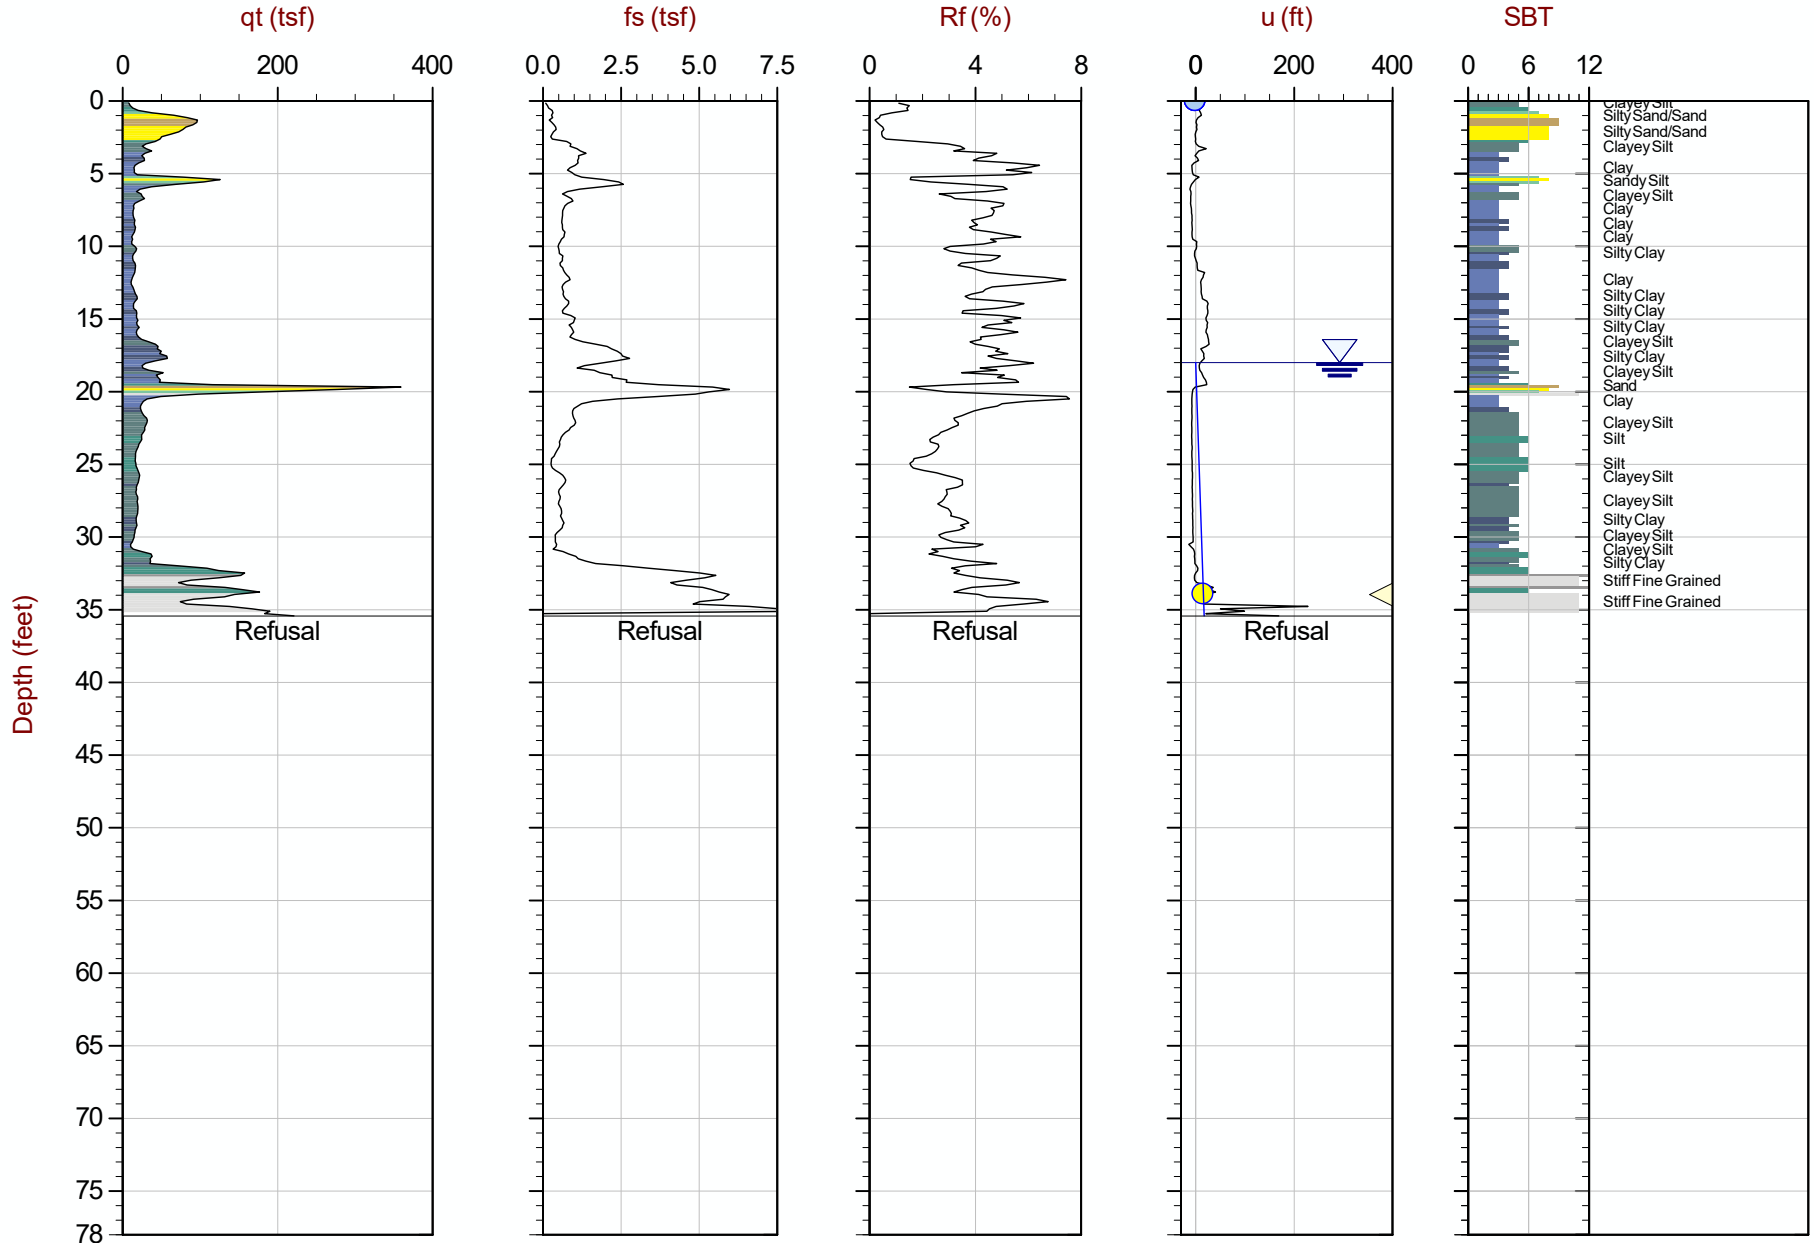 qt (tsf) fs (tsf) Rf (%) u (ft) SBT
0 200 400 0.0 2.5 5.0 7.5 0 4 8 0 200 400 0 6 12
0
5
10
15
20
25
30
35
40
45
50
55
60
65
70
75
78
Depth (feet)
Refusal Refusal Refusal Refusal
Clayey Silt
Silty Sand/Sand
Silty Sand/Sand
Clayey Silt
Clay
Sandy Silt
Clayey Silt
Clay
Clay
Clay
Silty Clay
Clay
Silty Clay
Silty Clay
Silty Clay
Clayey Silt
Silty Clay
Clayey Silt
Sand
Clay
Clayey Silt
Silt
Silt
Clayey Silt
Clayey Silt
Silty Clay
Clayey Silt
Clayey Silt
Silty Clay
Stiff Fine Grained
Stiff Fine Grained